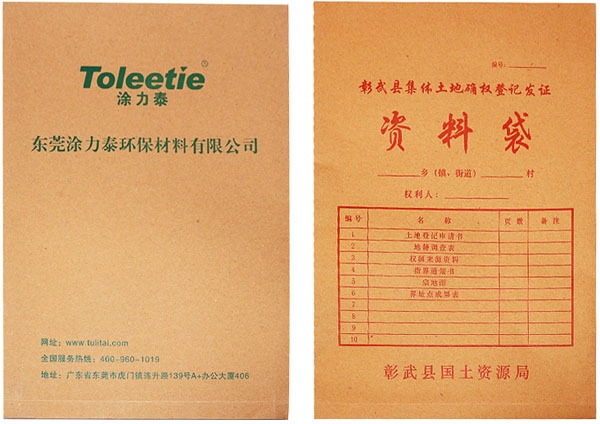 Toleetie®
涂力泰
东莞涂力泰环保材料有限公司
网址：www.tulitai.com
全国服务热线：400-960-1019
地址：广东省东莞市虎门镇连升路139号A+办公大厦406
编号：
彰武县集体土地确权登记发证
资料袋
乡（镇、街道） 村
权利人：
编号 名 称 页数 备注
1 土地登记申请书
2 地籍调查表
3 权属来源资料
4 指界通知书
5 宗地图
6 界址点成果表
7
8
9
10
彰武县国土资源局